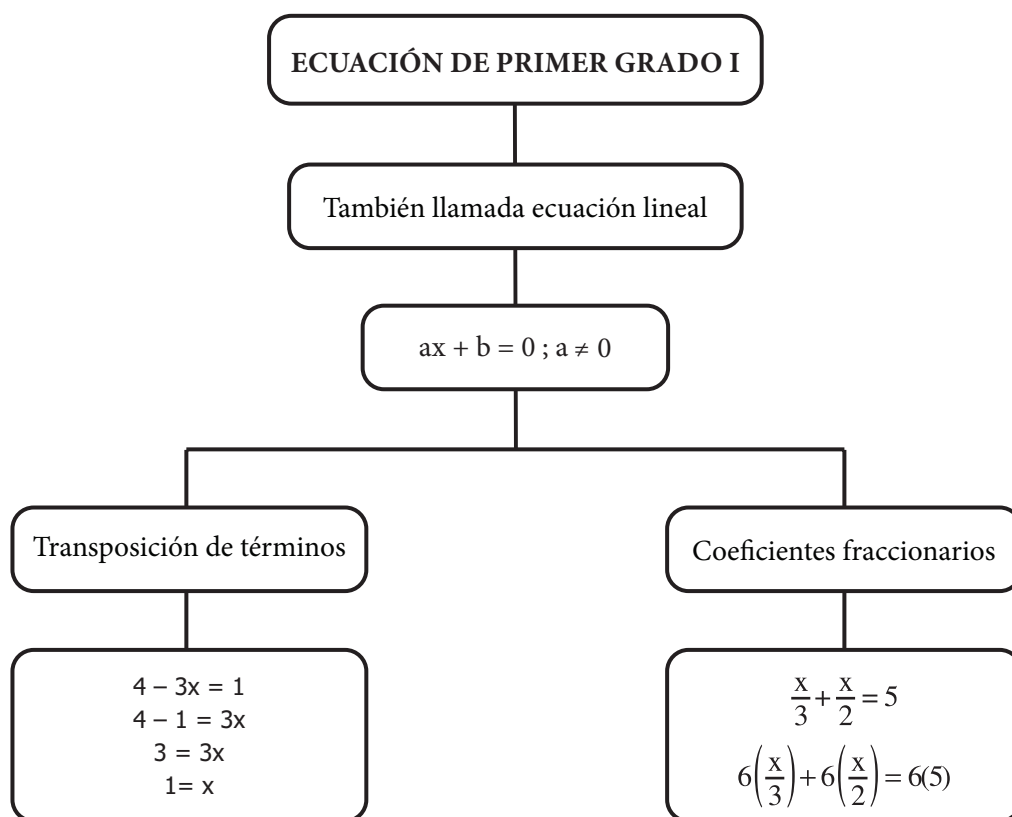 ECUACIÓN DE PRIMER GRADO I
También llamada ecuación lineal
ax + b = 0 ; a ≠ 0
Transposición de términos
4 – 3x = 1
4 – 1 = 3x
3 = 3x
1= x
Coeficientes fraccionarios
x/3 + x/2 = 5
6(x/3) + 6(x/2) = 6(5)